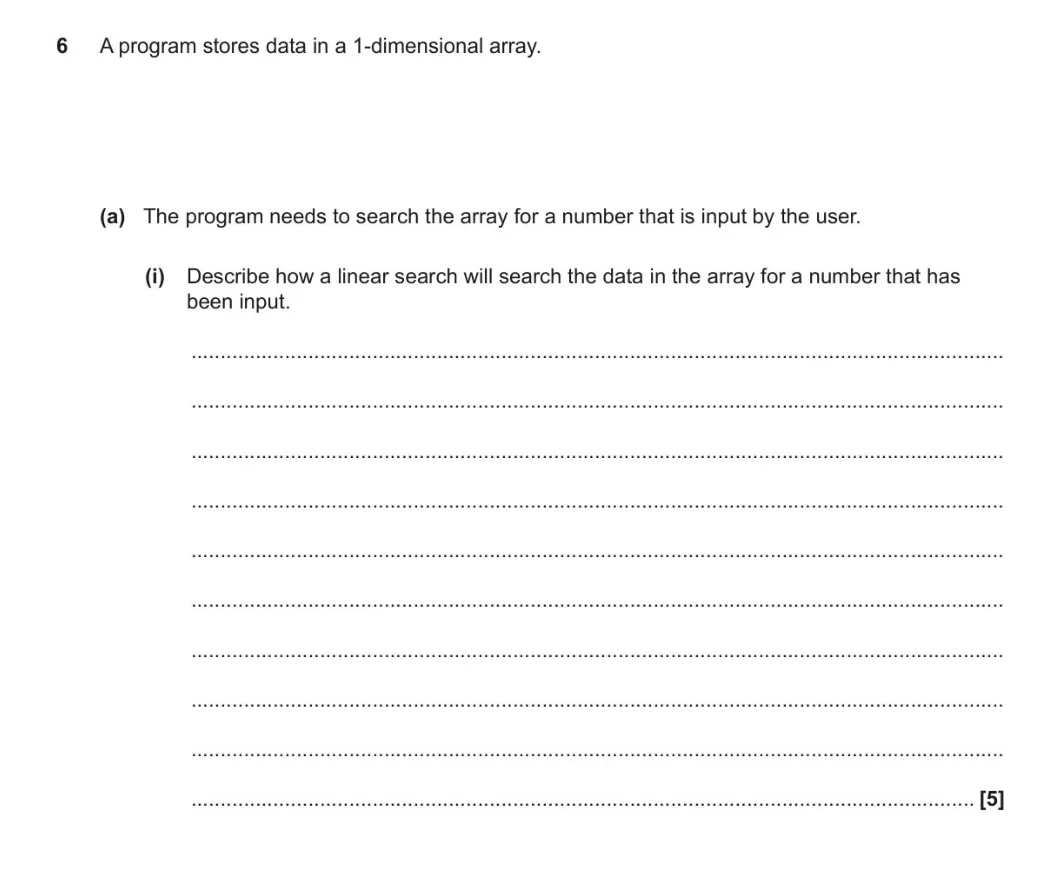 6 A program stores data in a 1-dimensional array.
(a) The program needs to search the array for a number that is input by the user.
(i) Describe how a linear search will search the data in the array for a number that has
been input.
[5]